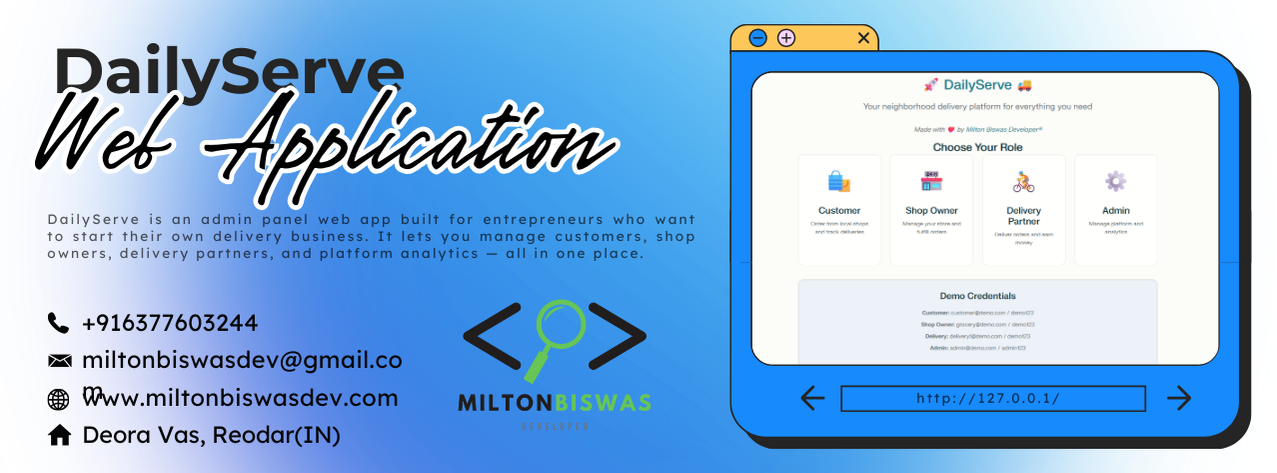 DailyServe
Web Application
DailyServe is an admin panel web app built for entrepreneurs who want
to start their own delivery business. It lets you manage customers, shop
owners, delivery partners, and platform analytics — all in one place.
+916377603244
miltonbiswasdev@gmail.co
m
www.miltonbiswasdev.com
Deora Vas, Reodar(IN)
MILTONBISWAS
DEVELOPER
🚀 DailyServe 🚚
Your neighborhood delivery platform for everything you need
Made with ❤️ by Milton Biswas Developer®
Choose Your Role
Customer
Order from local shops
and track deliveries
Shop Owner
Manage your store and
fulfill orders
Delivery
Partner
Deliver orders and earn
money
Admin
Manage platform and
analytics
Demo Credentials
Customer: customer@demo.com / demo123
Shop Owner: grocery@demo.com / demo123
Delivery: delivery1@demo.com / demo123
Admin: admin@demo.com / admin123
http://127.0.0.1/